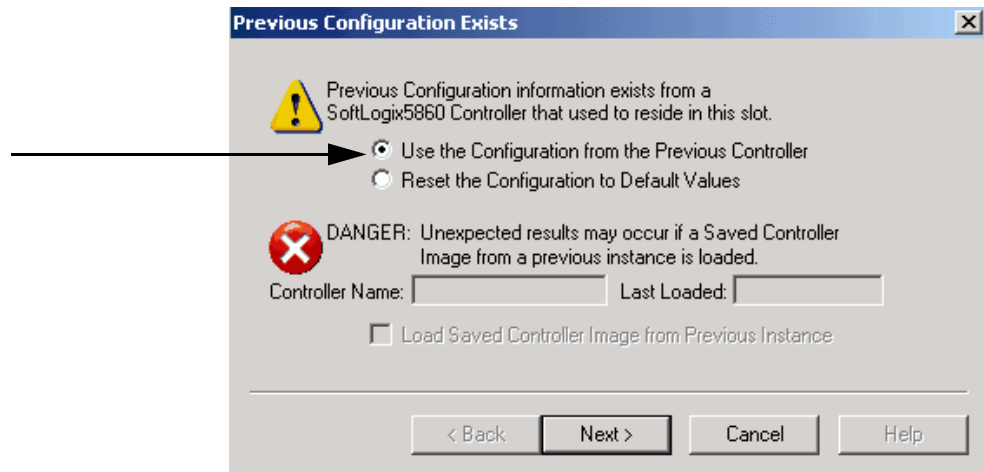 Previous Configuration Exists
Previous Configuration information exists from a
SoftLogix5860 Controller that used to reside in this slot.
Use the Configuration from the Previous Controller
Reset the Configuration to Default Values
DANGER: Unexpected results may occur if a Saved Controller
Image from a previous instance is loaded.
Controller Name: Last Loaded:
Load Saved Controller Image from Previous Instance
< Back Next > Cancel Help